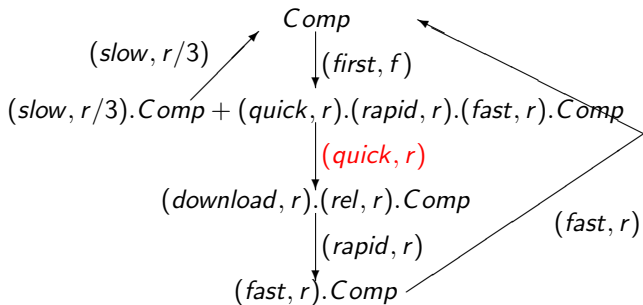 Comp
(slow, r/3)
(first, f)
(slow, r/3).Comp + (quick, r).(rapid, r).(fast, r).Comp
(quick, r)
(download, r).(rel, r).Comp
(fast, r)
(rapid, r)
(fast, r).Comp